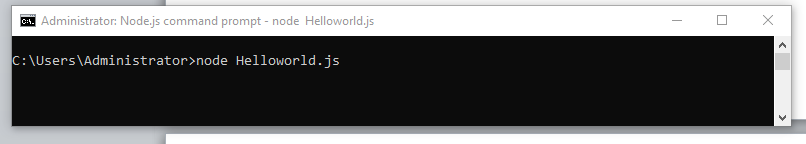 Administrator: Node.js command prompt - node  Helloworld.js
C:\Users\Administrator>node Helloworld.js